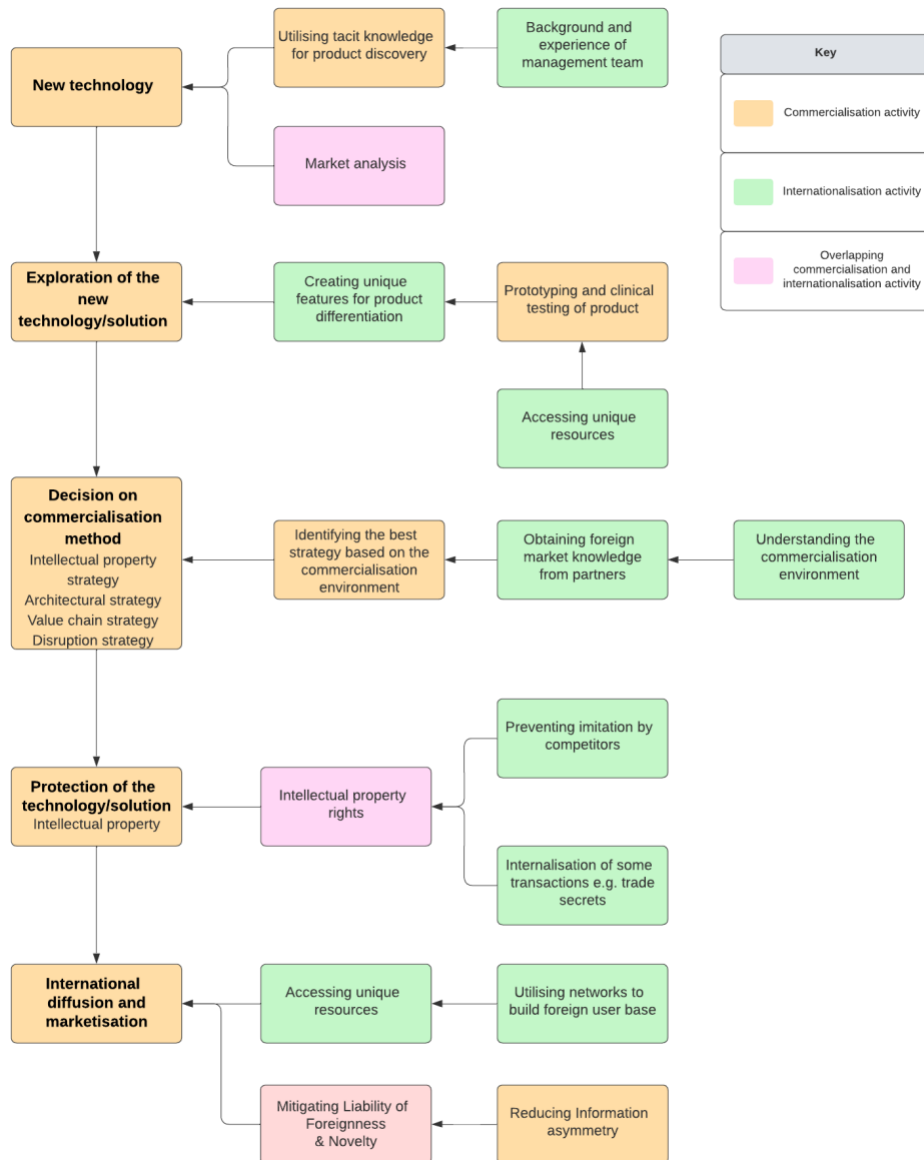 Utilising tacit knowledge
for product discovery
Background and
experience of
management team
Key
New technology
Commercialisation activity
Market analysis
Internationalisation activity
Overlapping
commercialisation and
internationalisation activity
Exploration of the
new
technology/solution
Creating unique
features for product
differentiation
Prototyping and clinical
testing of product
Accessing unique
resources
Decision on
commercialisation
method
Intellectual property
strategy
Architectural strategy
Value chain strategy
Disruption strategy
Identifying the best
strategy based on the
commercialisation
environment
Obtaining foreign
market knowledge
from partners
Understanding the
commercialisation
environment
Preventing imitation by
competitors
Protection of the
technology/solution
Intellectual property
Intellectual property
rights
Internalisation of some
transactions e.g. trade
secrets
International
diffusion and
marketisation
Accessing unique
resources
Utilising networks to
build foreign user base
Mitigating Liability of
Foreignness
& Novelty
Reducing Information
asymmetry